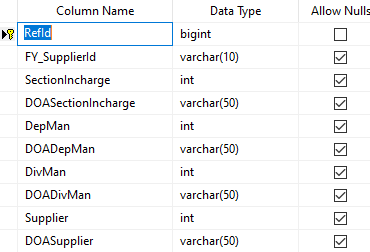 Column Name Data Type Allow Nulls
RefId bigint
FY_SupplierId varchar(10)
SectionIncharge int
DOASectionIncharge varchar(50)
DepMan int
DOADepMan varchar(50)
DivMan int
DOADivMan varchar(50)
Supplier int
DOASupplier varchar(50)